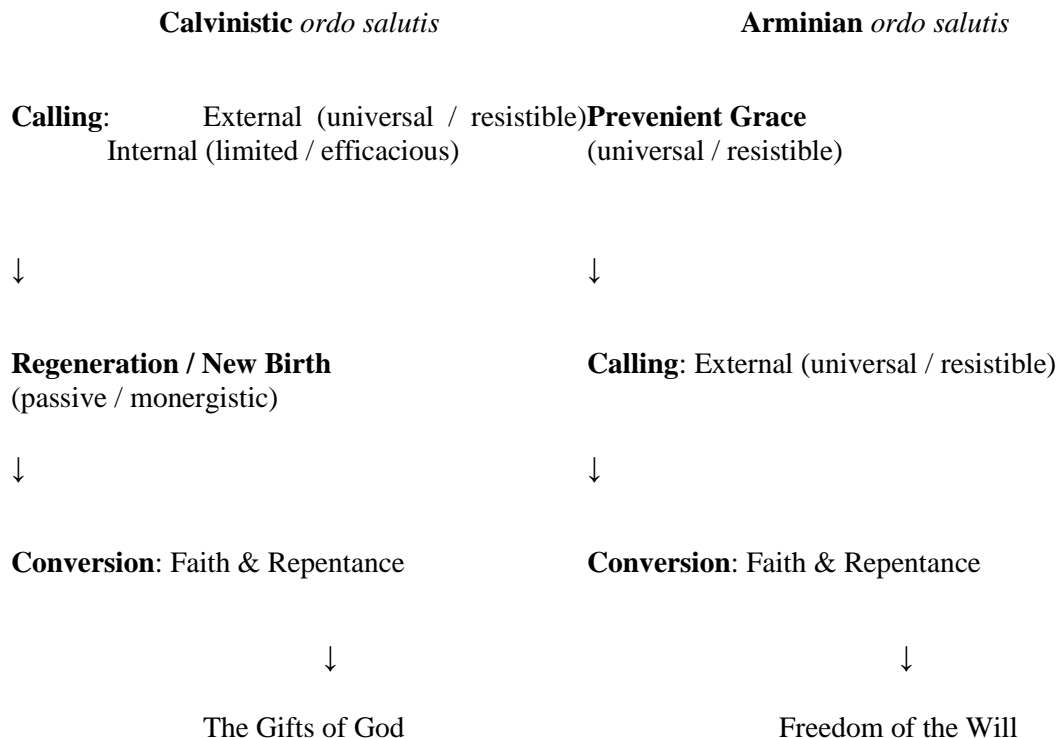 Calvinistic ordo salutis
Arminian ordo salutis
Calling: External (universal / resistible)
Internal (limited / efficacious)
Prevenient Grace
(universal / resistible)
↓
↓
Regeneration / New Birth
(passive / monergistic)
Calling: External (universal / resistible)
↓
↓
Conversion: Faith & Repentance
Conversion: Faith & Repentance
↓
↓
The Gifts of God
Freedom of the Will